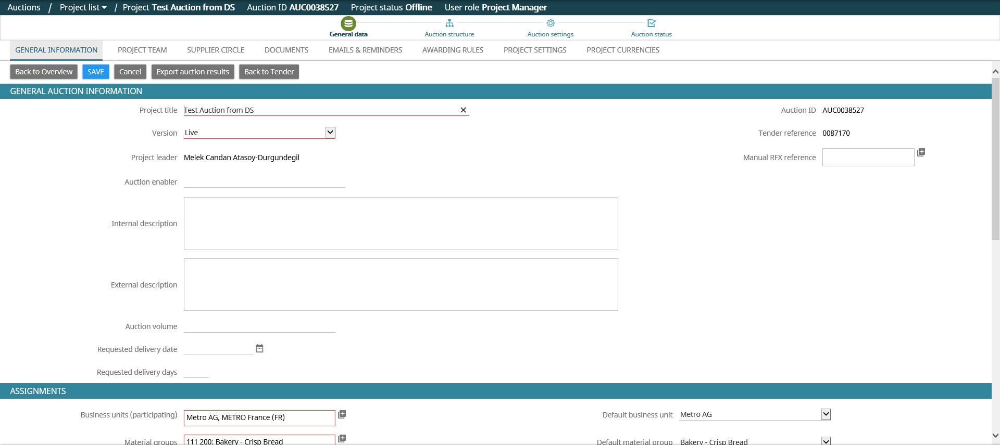 Auctions / Project list / Project Test Auction from DS Auction ID AUC0038527 Project status Offline User role Project Manager
General data Auction structure Auction settings Auction status
GENERAL INFORMATION PROJECT TEAM SUPPLIER CIRCLE DOCUMENTS EMAILS & REMINDERS AWARDING RULES PROJECT SETTINGS PROJECT CURRENCIES
Back to Overview SAVE Cancel Export auction results Back to Tender
GENERAL AUCTION INFORMATION
Project title Test Auction from DS Auction ID AUC0038527
Version Live Tender reference 0087170
Project leader Melek Candan Atasoy-Durgundegil Manual RFX reference
Auction enabler
Internal description
External description
Auction volume
Requested delivery date
Requested delivery days
ASSIGNMENTS
Business units (participating) Metro AG, METRO France (FR) Default business unit Metro AG
Material groups 111 200: Bakery - Crisp Bread Default material group Bakery - Crisp Bread